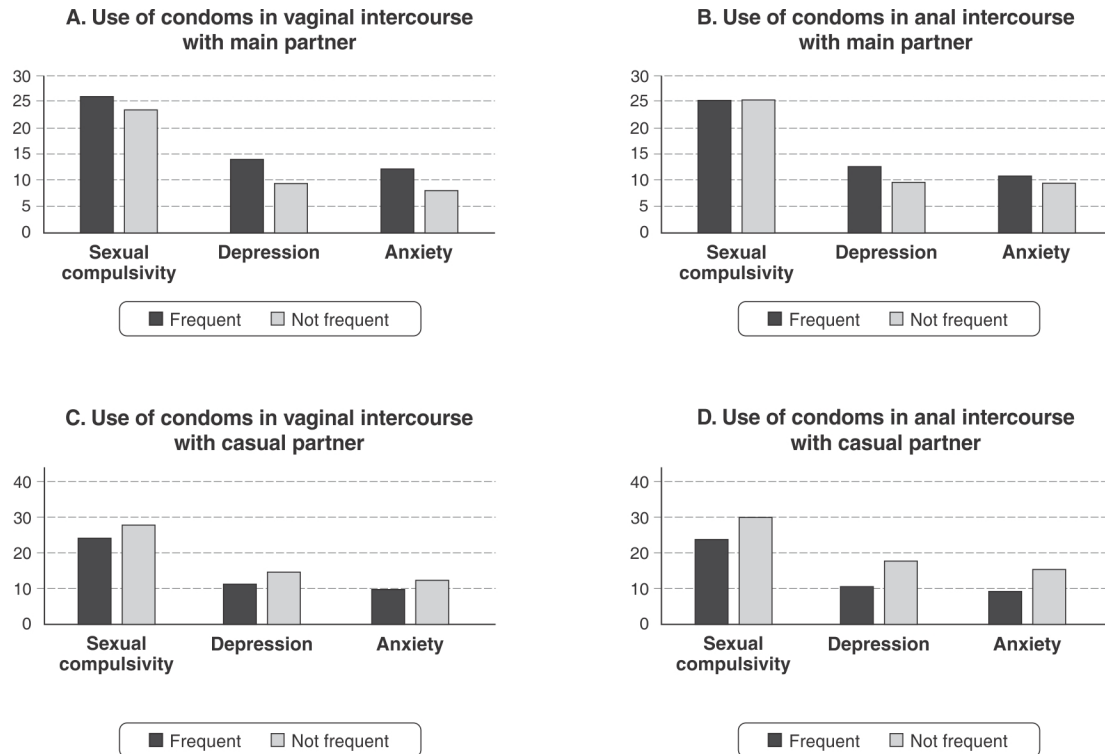 A. Use of condoms in vaginal intercourse
with main partner
30
25
20
15
10
5
0
Sexual
compulsivity
Depression
Anxiety
Frequent
Not frequent
B. Use of condoms in anal intercourse
with main partner
30
25
20
15
10
5
0
Sexual
compulsivity
Depression
Anxiety
Frequent
Not frequent
C. Use of condoms in vaginal intercourse
with casual partner
40
30
20
10
0
Sexual
compulsivity
Depression
Anxiety
Frequent
Not frequent
D. Use of condoms in anal intercourse
with casual partner
40
30
20
10
0
Sexual
compulsivity
Depression
Anxiety
Frequent
Not frequent